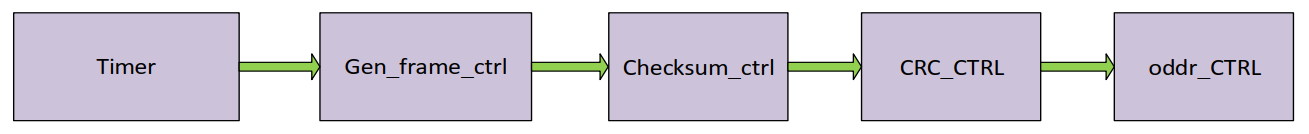 Timer
Gen_frame_ctrl
Checksum_ctrl
CRC_CTRL
oddr_CTRL